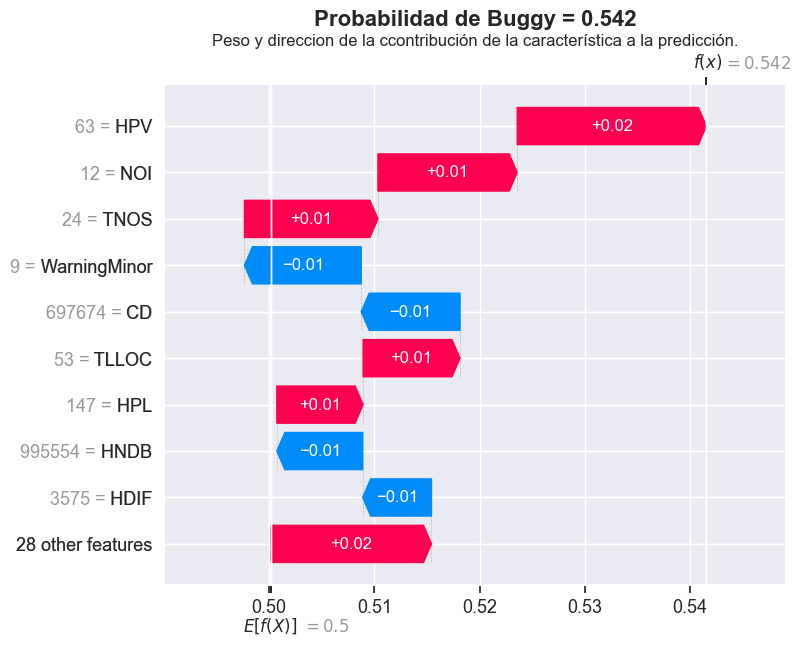 Probabilidad de Buggy = 0.542
Peso y direccion de la ccontribución de la característica a la predicción.
f(x) = 0.542
63 = HPV
+0.02
12 = NOI
+0.01
24 = TNOS
+0.01
9 = WarningMinor
−0.01
697674 = CD
−0.01
53 = TLLOC
+0.01
147 = HPL
+0.01
995554 = HNDB
−0.01
3575 = HDIF
−0.01
28 other features
+0.02
0.50 0.51 0.52 0.53 0.54
E[f(X)] = 0.5